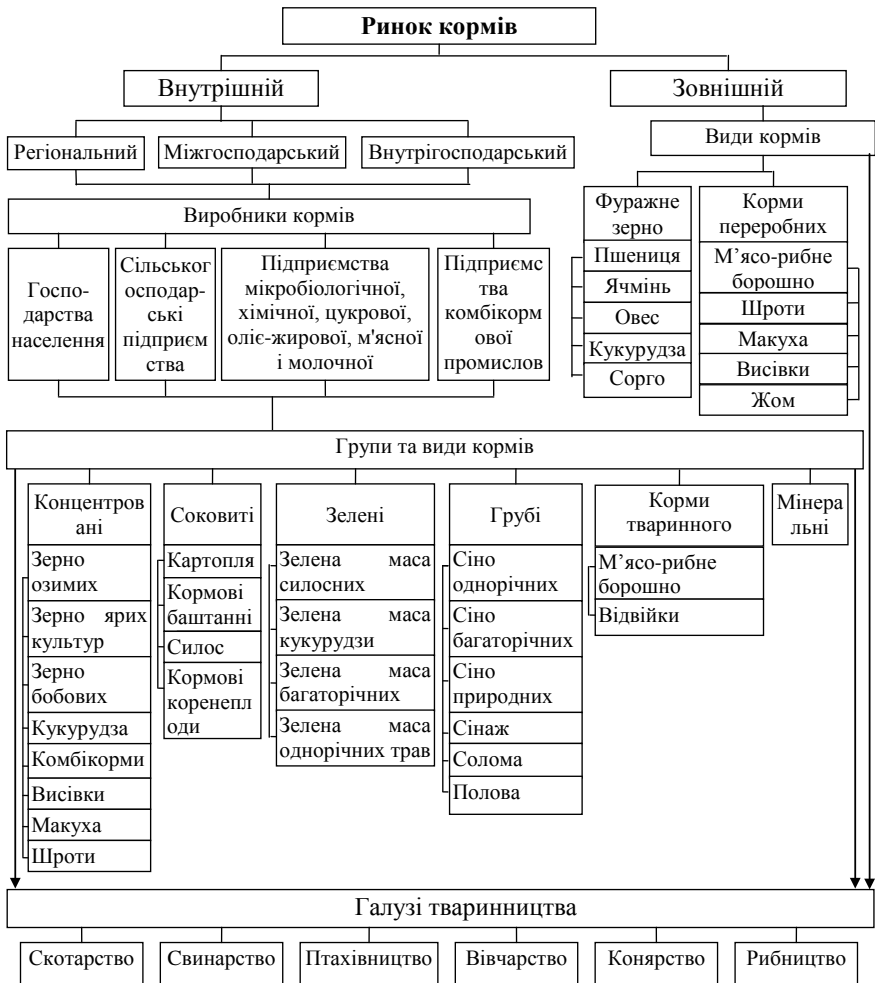 Ринок кормів
Внутрішній
Зовнішній
Регіональний
Міжгосподарський
Внутрігосподарський
Види кормів
Виробники кормів
Фуражне
зерно
Корми
переробних
Госпо-
дарства
населення
Сільськог
осподар-
ські
підприєм
ства
Підприємства
мікробіологічної,
хімічної, цукрової,
оліє-жирової, м'ясної
і молочної
Підприємс
тва
комбікорм
ової
промислов
Пшениця
Ячмінь
Овес
Кукурудза
Сорго
М’ясо-рибне
борошно
Шроти
Макуха
Висівки
Жом
Групи та види кормів
Концентров
ані
Зерно
озимих
Зерно ярих
культур
Зерно
бобових
Кукурудза
Комбікорми
Висівки
Макуха
Шроти
Соковиті
Картопля
Кормові
баштанні
Силос
Кормові
коренепл
оди
Зелені
Зелена маса
силосних
Зелена маса
кукурудзи
Зелена маса
багаторічних
Зелена маса
однорічних трав
Грубі
Сіно
однорічних
Сіно
багаторічних
Сіно
природних
Сінаж
Солома
Полова
Корми
тваринного
М’ясо-рибне
борошно
Відвійки
Мінера
льні
Галузі тваринництва
Скотарство
Свинарство
Птахівництво
Вівчарство
Конярство
Рибництво